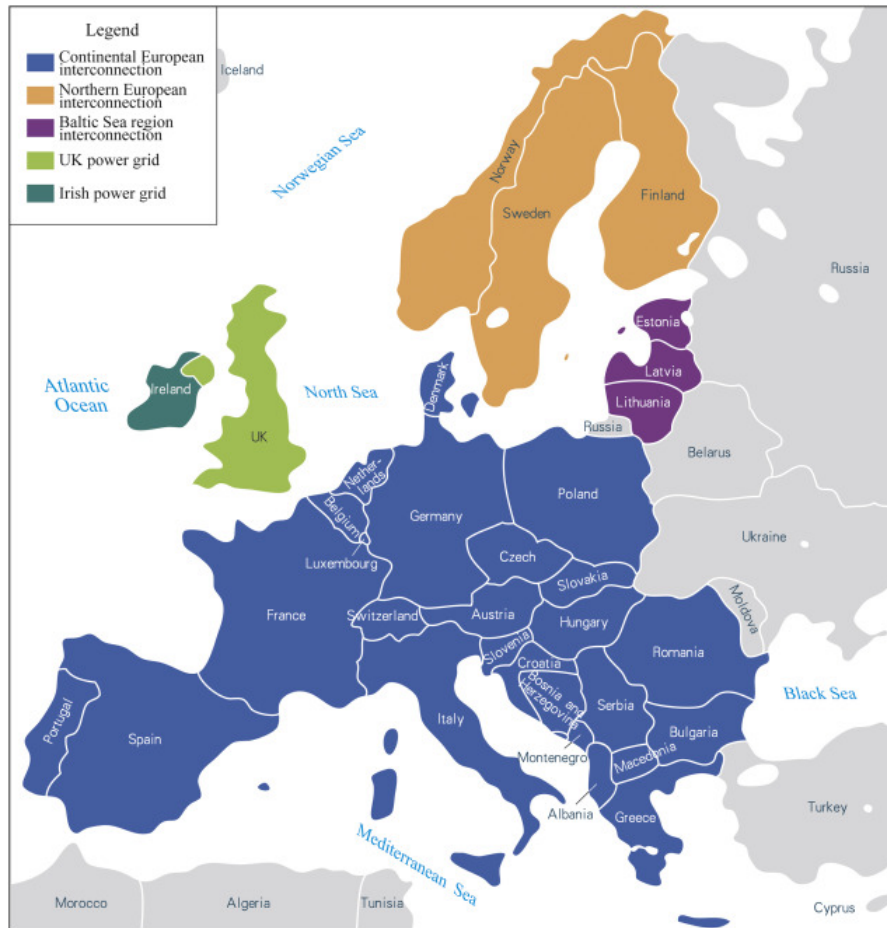 Legend
Continental European
interconnection
Northern European
interconnection
Baltic Sea region
interconnection
UK power grid
Irish power grid
Iceland
Norwegian Sea
Norway
Sweden
Finland
Russia
Estonia
Latvia
Lithuania
Russia
Belarus
Atlantic
Ocean
Ireland
UK
North Sea
Denmark
Nether-
lands
Belgium
Luxembourg
Germany
Poland
Czech
Slovakia
Ukraine
Moldova
France
Switzerland
Austria
Hungary
Slovenia
Croatia
Bosnia and
Herzegovina
Serbia
Romania
Black Sea
Portugal
Spain
Italy
Montenegro
Macedonia
Bulgaria
Albania
Greece
Turkey
Mediterranean Sea
Morocco
Algeria
Tunisia
Cyprus